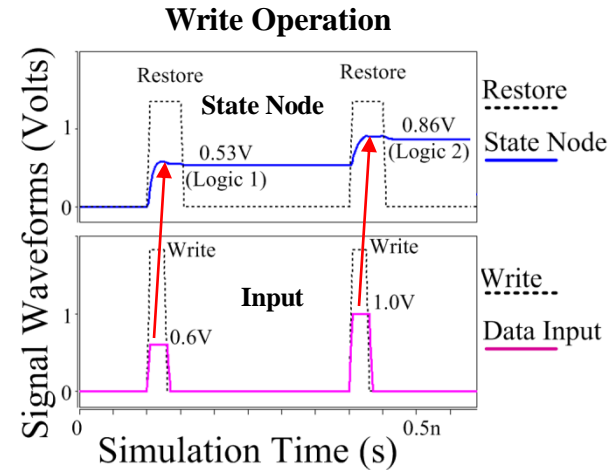 Write Operation
Signal Waveforms (Volts)
Restore
Restore
State Node
1
0.53V
(Logic 1)
0.86V
(Logic 2)
0
Restore
State Node
Write
Write
Input
1
0.6V
1.0V
0
Write
Data Input
0
0.5n
Simulation Time (s)